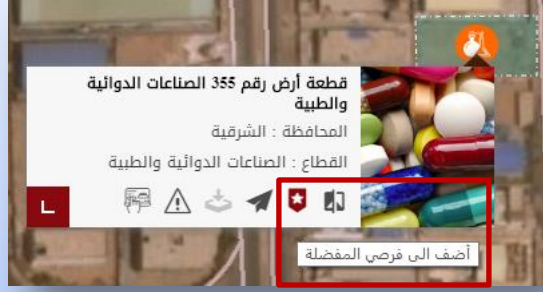 قطعة أرض رقم 355 الصناعات الدوائية
والطبية
المحافظة : الشرقية
القطاع : الصناعات الدوائية والطبية
أضف الى فرصي المفضلة